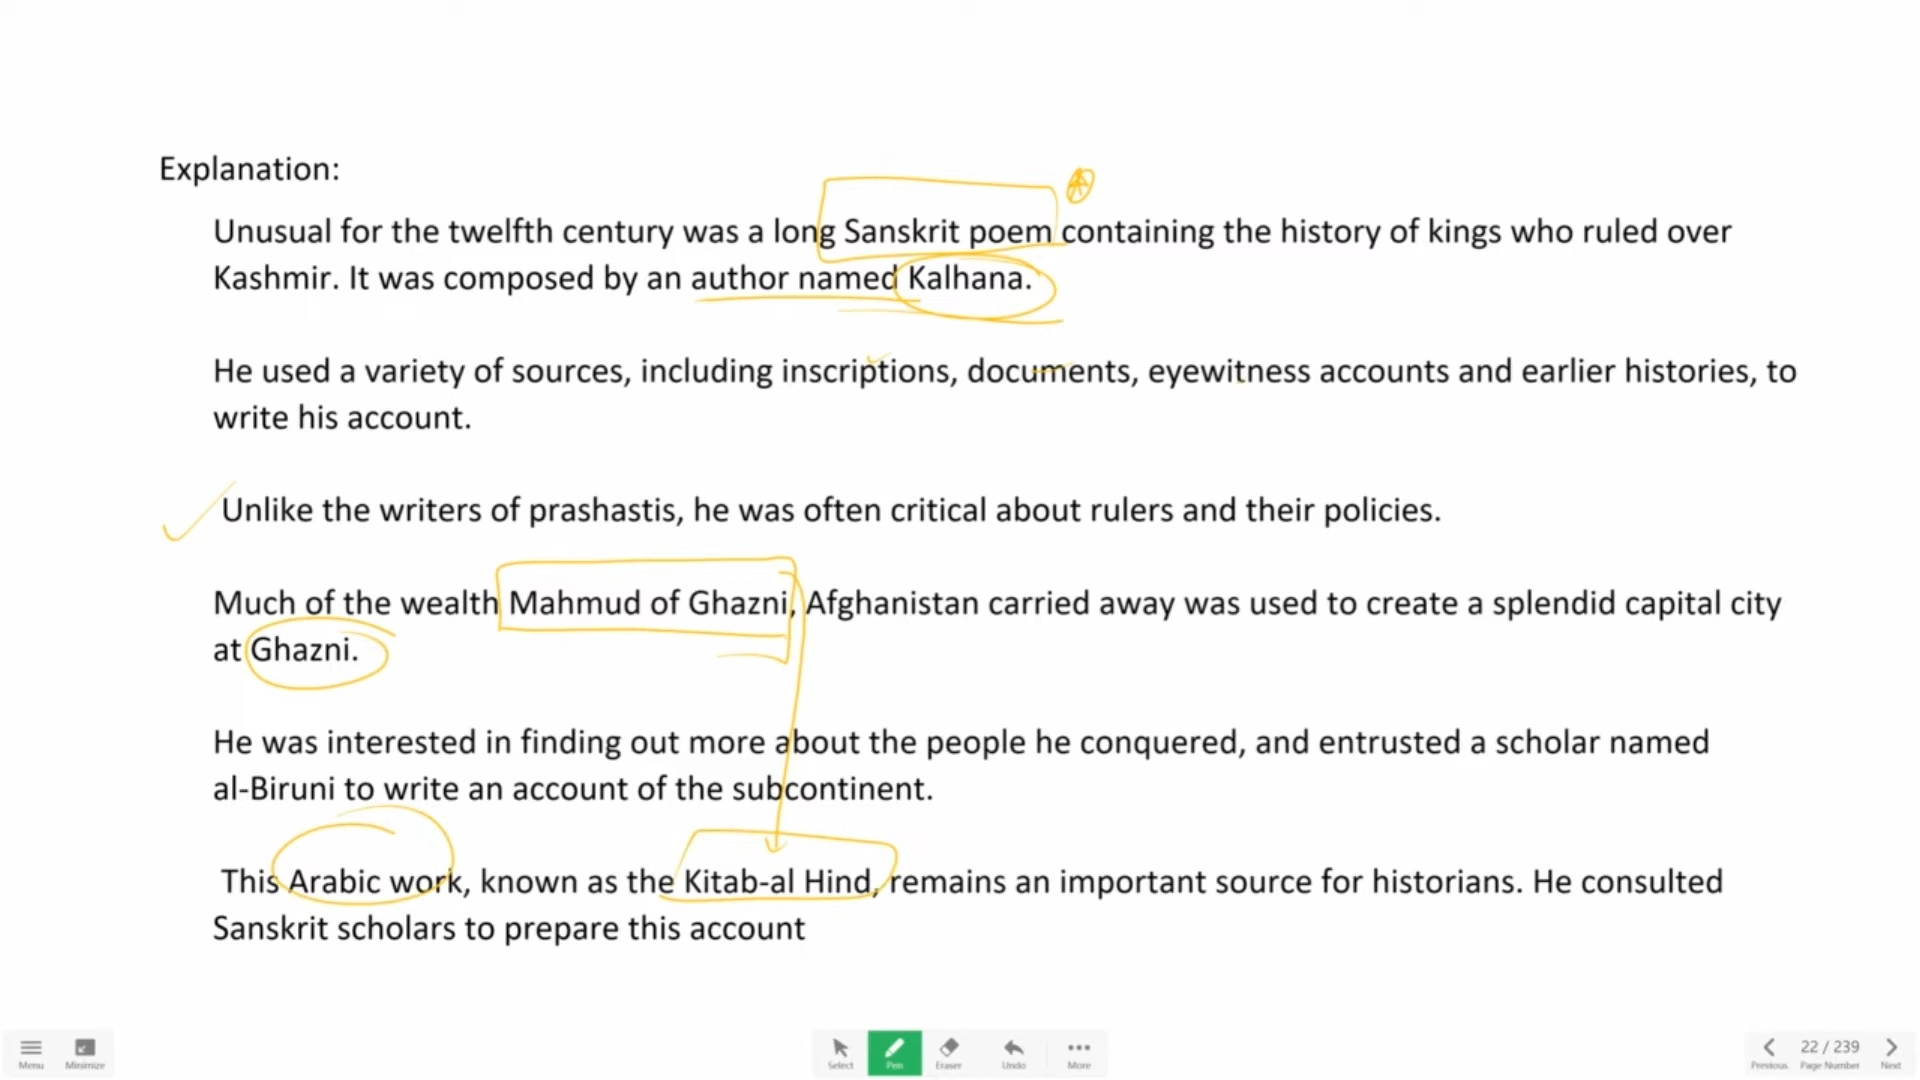 Explanation:
Unusual for the twelfth century was a long Sanskrit poem containing the history of kings who ruled over
Kashmir. It was composed by an author named Kalhana.
He used a variety of sources, including inscriptions, documents, eyewitness accounts and earlier histories, to
write his account.
Unlike the writers of prashastis, he was often critical about rulers and their policies.
Much of the wealth Mahmud of Ghazni, Afghanistan carried away was used to create a splendid capital city
at Ghazni.
He was interested in finding out more about the people he conquered, and entrusted a scholar named
al-Biruni to write an account of the subcontinent.
This Arabic work, known as the Kitab-al Hind, remains an important source for historians. He consulted
Sanskrit scholars to prepare this account
Menu Minimize Select Pen Eraser Undo More Previous 22 / 239 Page Number Next